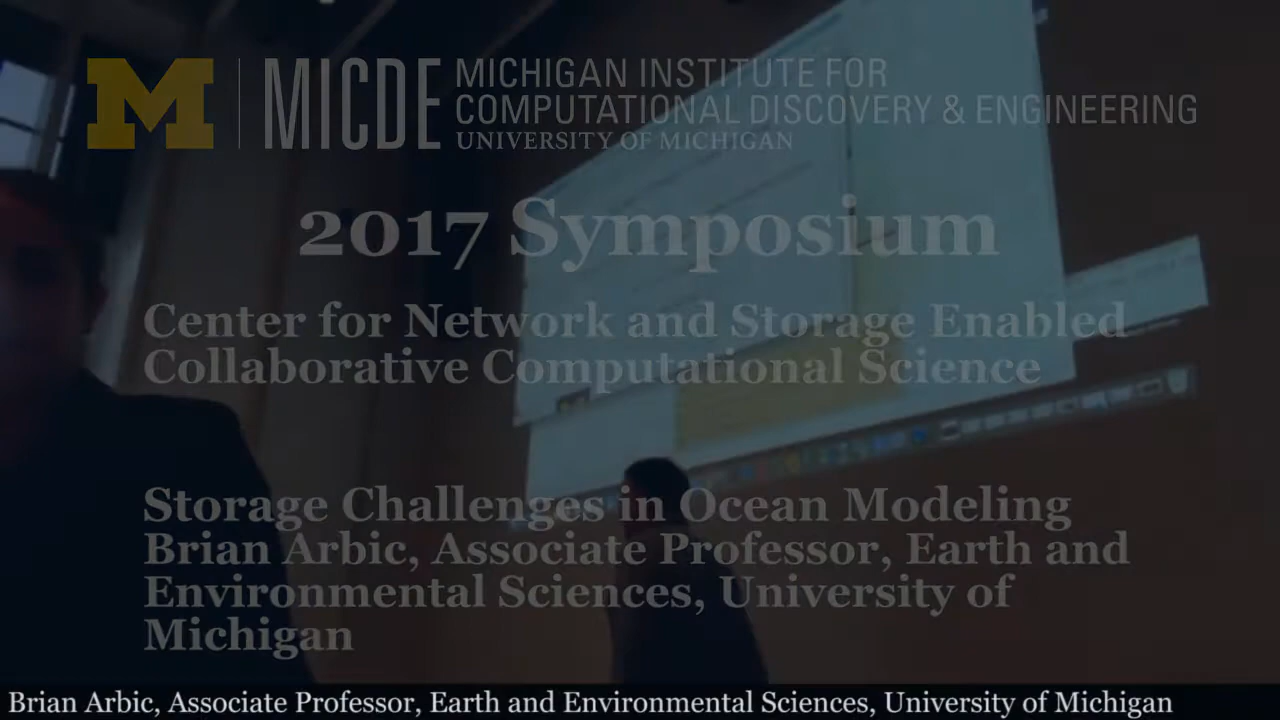 M
MICDE
MICHIGAN INSTITUTE FOR
COMPUTATIONAL DISCOVERY & ENGINEERING
UNIVERSITY OF MICHIGAN
2017 Symposium
Center for Network and Storage Enabled
Collaborative Computational Science
Storage Challenges in Ocean Modeling
Brian Arbic, Associate Professor, Earth and
Environmental Sciences, University of
Michigan
Brian Arbic, Associate Professor, Earth and Environmental Sciences, University of Michigan